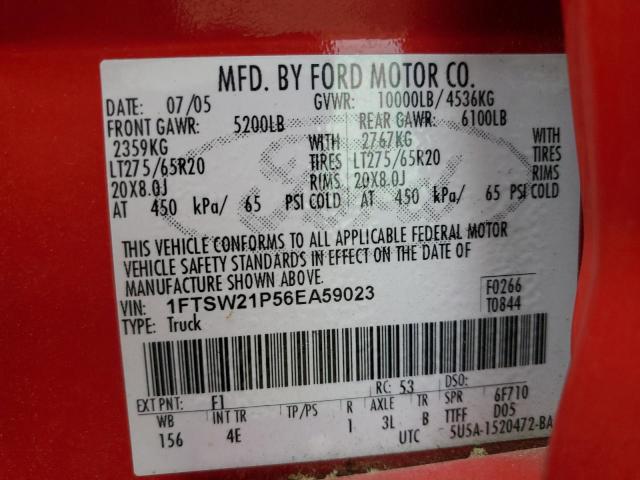 MFD. BY FORD MOTOR CO.
DATE: 07/05 GVWR: 10000LB/4536KG
FRONT GAWR: 5200LB REAR GAWR: 6100LB
2359KG WITH 2767KG WITH
LT275/65R20 TIRES LT275/65R20 TIRES
20X8.0J RIMS 20X8.0J RIMS
AT 450 kPa/ 65 PSI COLD AT 450 kPa/ 65 PSI COLD
THIS VEHICLE CONFORMS TO ALL APPLICABLE FEDERAL MOTOR
VEHICLE SAFETY STANDARDS IN EFFECT ON THE DATE OF
MANUFACTURE SHOWN ABOVE.
VIN: 1FTSW21P56EA59023 F0266
TYPE: Truck T0844
EXT PNT: F1 RC: 53 DSO:
WB INT TR TP/PS R AXLE TR SPR 6F710
156 4E 1 3L B TTFF D05
UTC 5U5A-1520472-BA